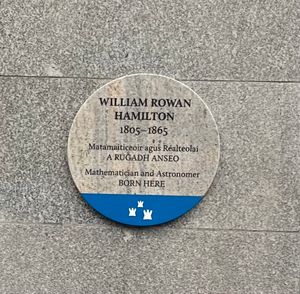 WILLIAM ROWAN
HAMILTON
1805–1865
Matamaiticeoir agus Réalteolaí
A RUGADH ANSEO
Mathematician and Astronomer
BORN HERE